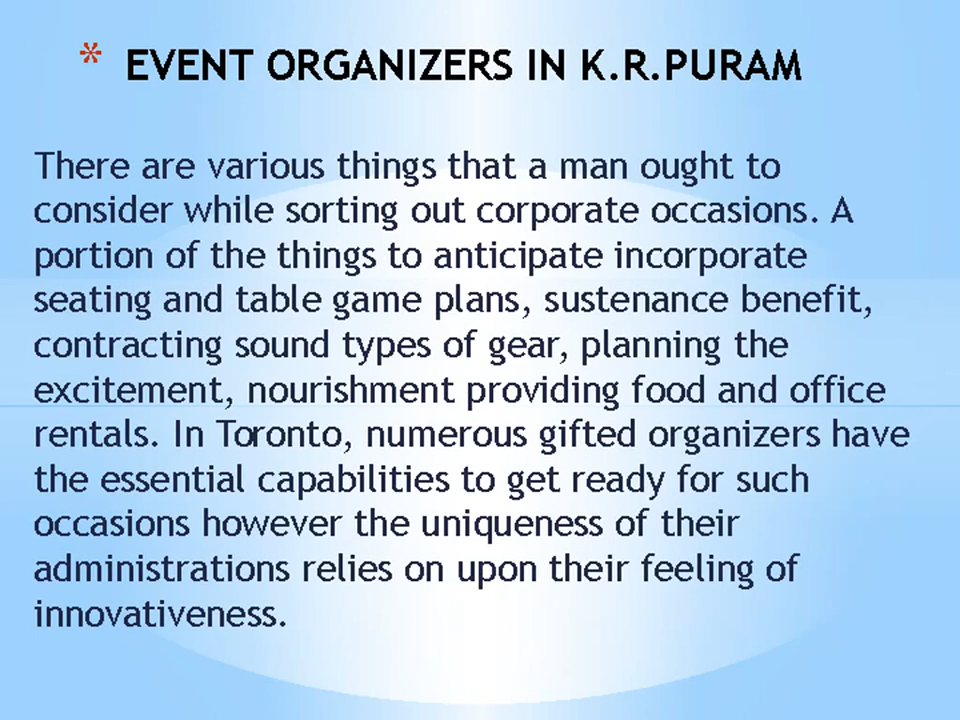 * EVENT ORGANIZERS IN K.R.PURAM
There are various things that a man ought to
consider while sorting out corporate occasions. A
portion of the things to anticipate incorporate
seating and table game plans, sustenance benefit,
contracting sound types of gear, planning the
excitement, nourishment providing food and office
rentals. In Toronto, numerous gifted organizers have
the essential capabilities to get ready for such
occasions however the uniqueness of their
administrations relies on upon their feeling of
innovativeness.